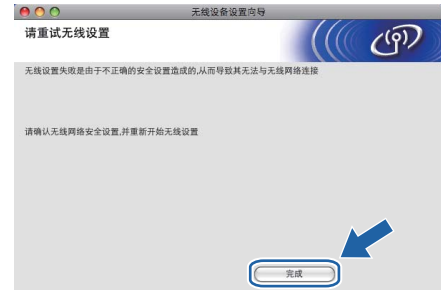 无线设备设置向导
请重试无线设置
无线设置失败是由于不正确的安全设置造成的,从而导致其无法与无线网络连接
请确认无线网络安全设置,并重新开始无线设置
完成